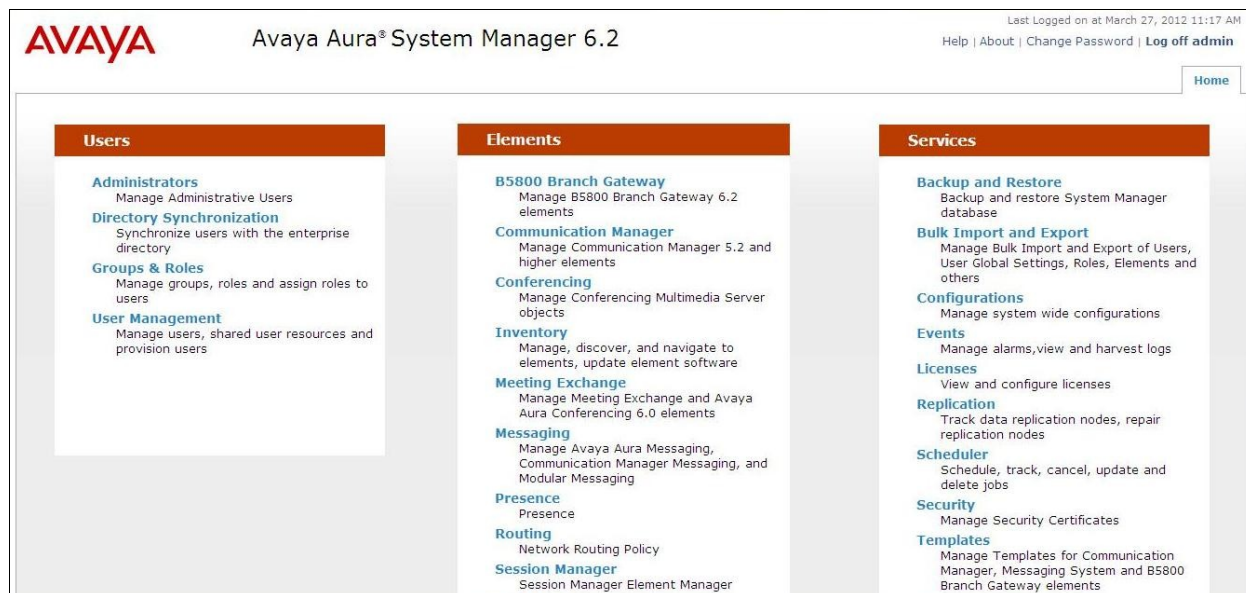 AVAYA
Avaya Aura® System Manager 6.2
Last Logged on at March 27, 2012 11:17 AM
Help | About | Change Password | Log off admin
Home
Users
Administrators
Manage Administrative Users
Directory Synchronization
Synchronize users with the enterprise
directory
Groups & Roles
Manage groups, roles and assign roles to
users
User Management
Manage users, shared user resources and
provision users
Elements
B5800 Branch Gateway
Manage B5800 Branch Gateway 6.2
elements
Communication Manager
Manage Communication Manager 5.2 and
higher elements
Conferencing
Manage Conferencing Multimedia Server
objects
Inventory
Manage, discover, and navigate to
elements, update element software
Meeting Exchange
Manage Meeting Exchange and Avaya
Aura Conferencing 6.0 elements
Messaging
Manage Avaya Aura Messaging,
Communication Manager Messaging, and
Modular Messaging
Presence
Presence
Routing
Network Routing Policy
Session Manager
Session Manager Element Manager
Services
Backup and Restore
Backup and restore System Manager
database
Bulk Import and Export
Manage Bulk Import and Export of Users,
User Global Settings, Roles, Elements and
others
Configurations
Manage system wide configurations
Events
Manage alarms,view and harvest logs
Licenses
View and configure licenses
Replication
Track data replication nodes, repair
replication nodes
Scheduler
Schedule, track, cancel, update and
delete jobs
Security
Manage Security Certificates
Templates
Manage Templates for Communication
Manager, Messaging System and B5800
Branch Gateway elements